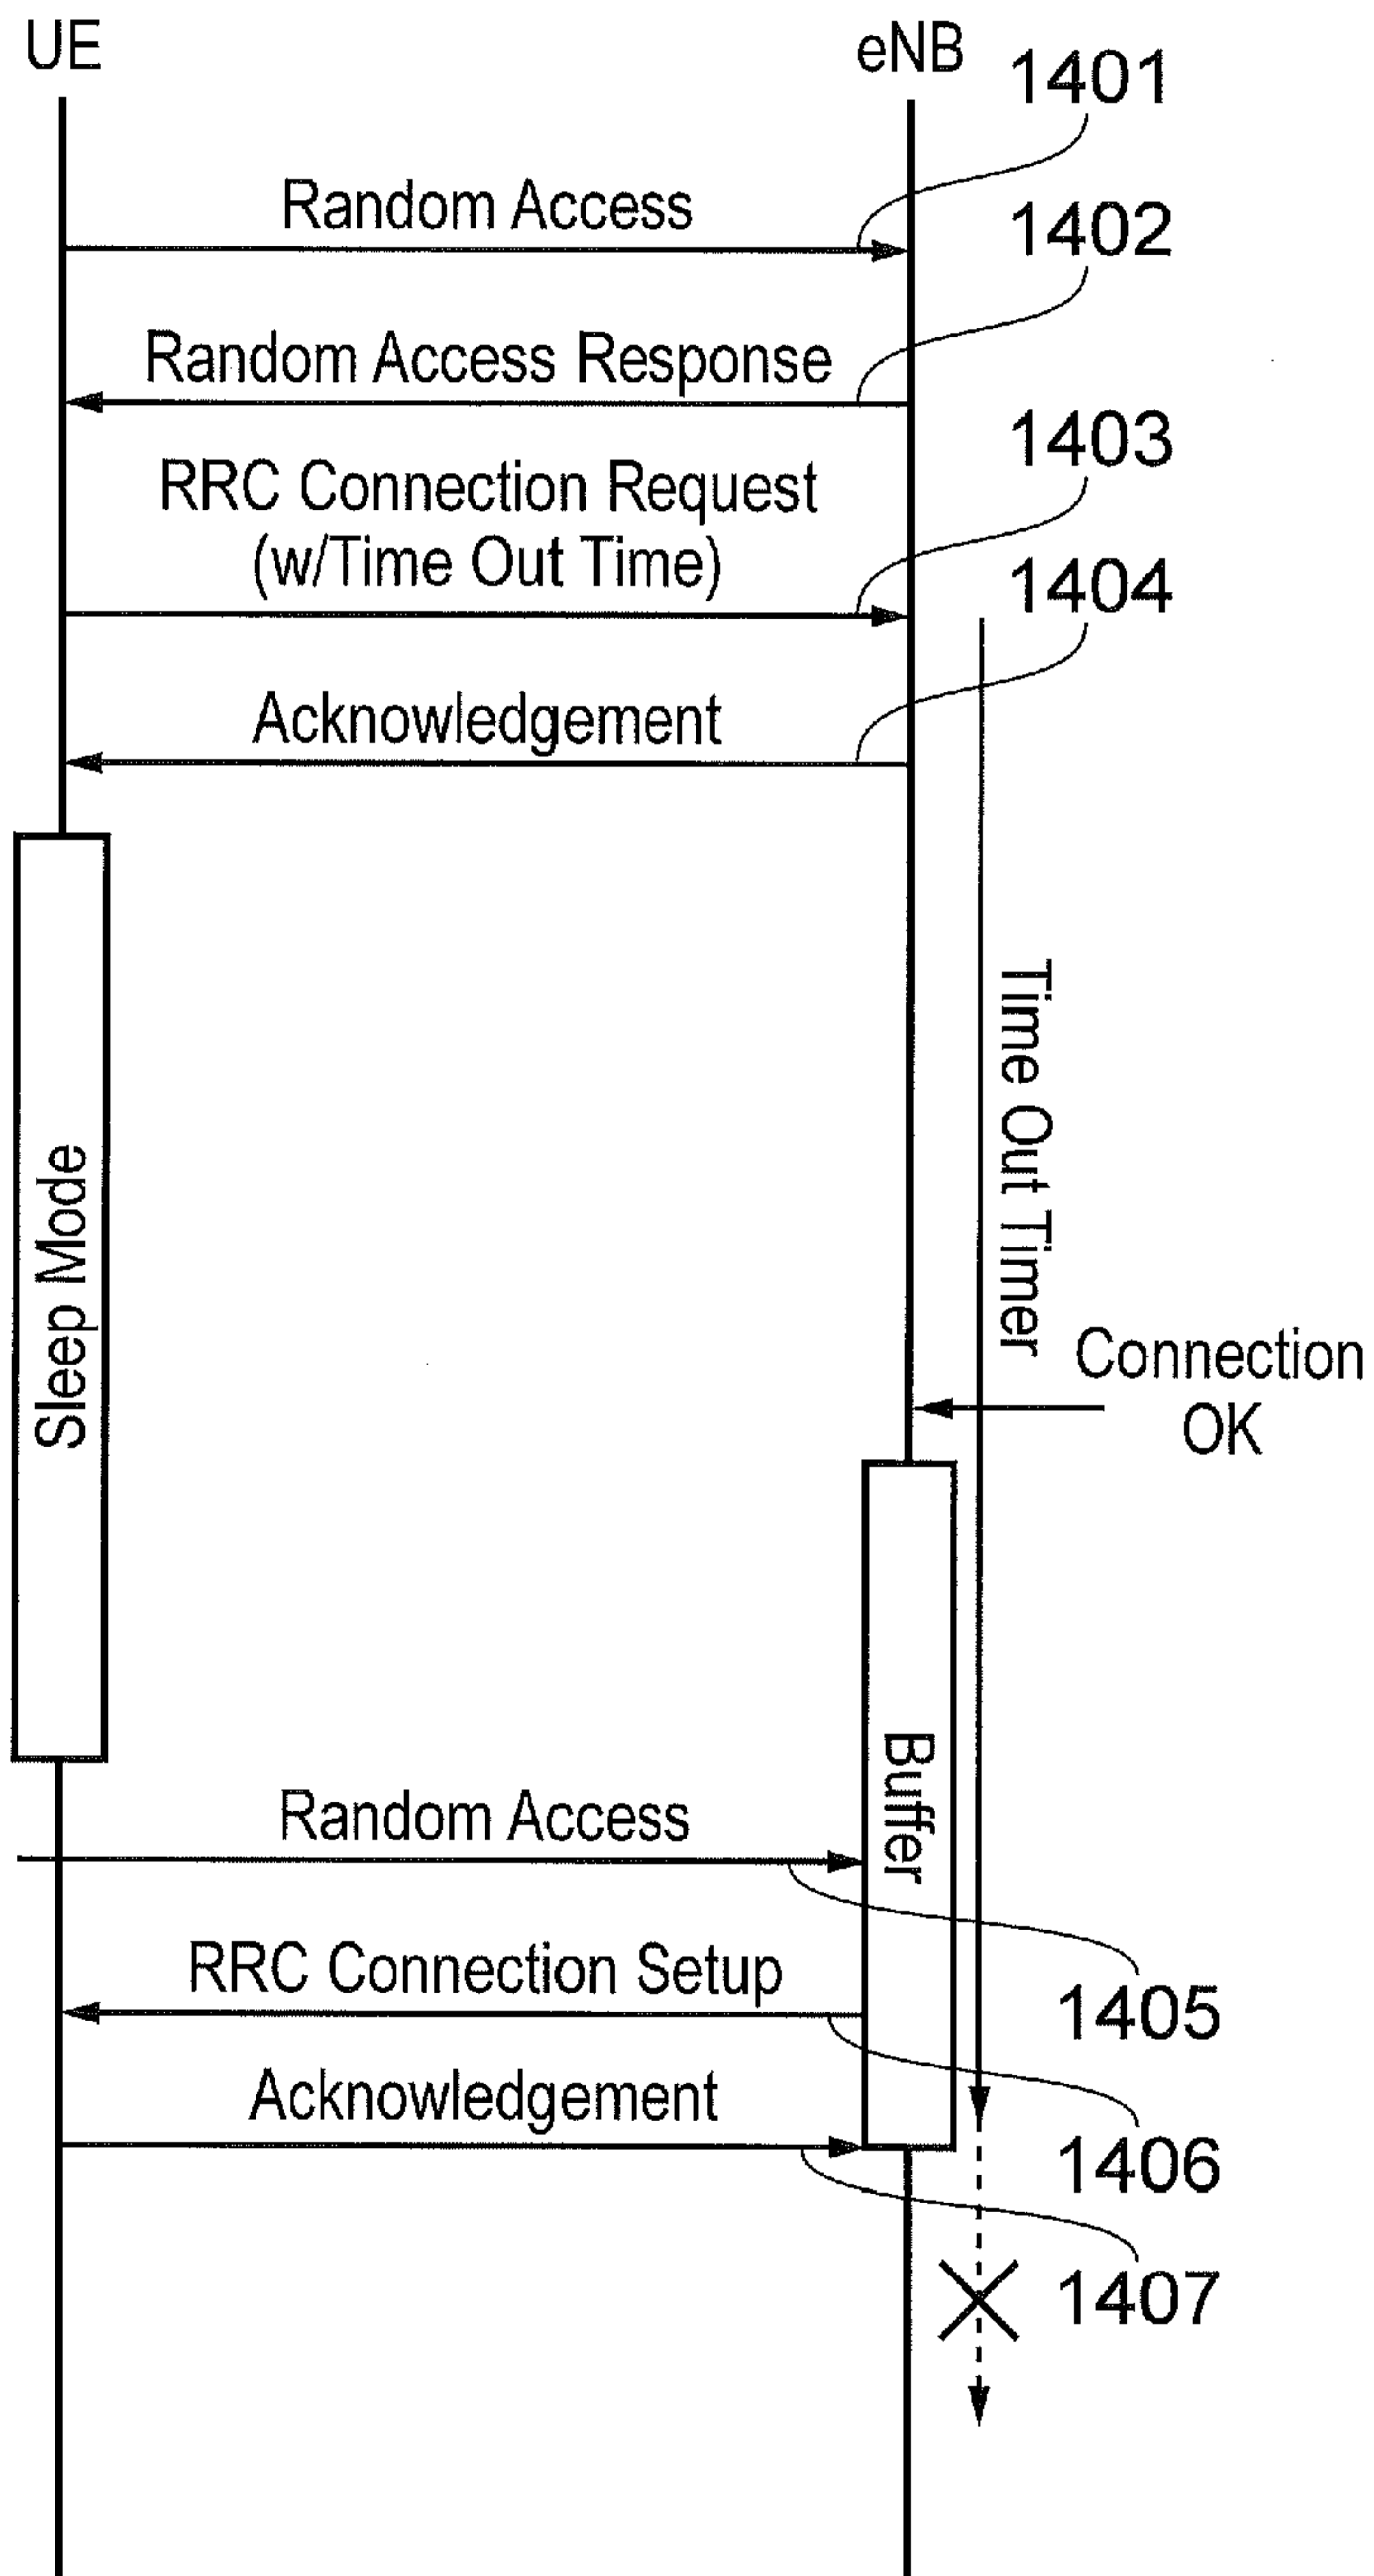 UE
eNB
1401
Random Access
1402
Random Access Response
1403
RRC Connection Request
(w/Time Out Time)
1404
Acknowledgement
Time Out Timer
Sleep Mode
Connection
OK
Buffer
Random Access
RRC Connection Setup
1405
Acknowledgement
1406
1407